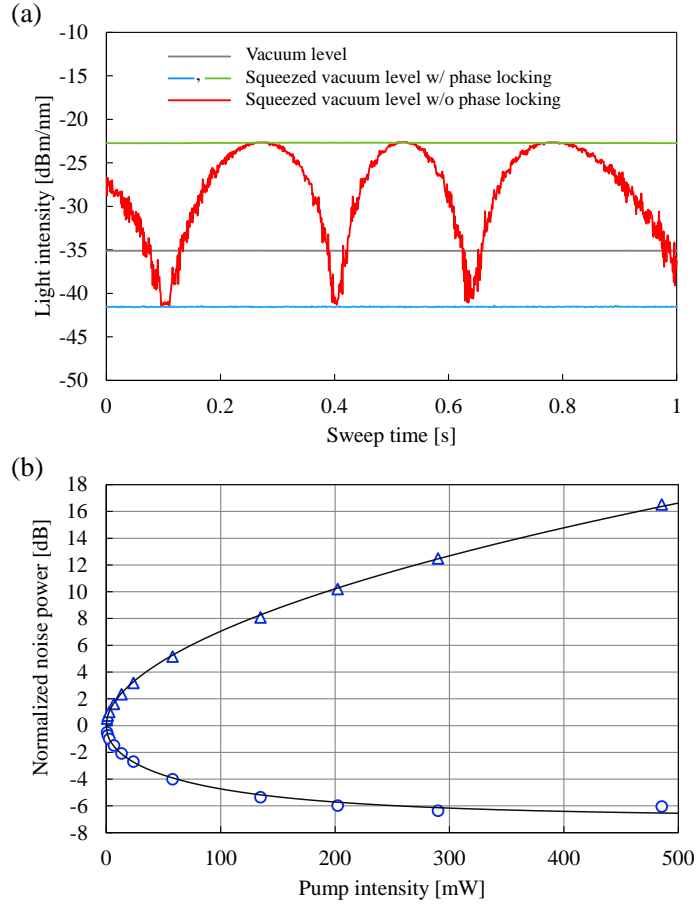 (a)
-10
-15
-20
-25
-30
-35
-40
-45
-50
Light intensity [dBm/nm]
Vacuum level
, Squeezed vacuum level w/ phase locking
Squeezed vacuum level w/o phase locking
0 0.2 0.4 0.6 0.8 1
Sweep time [s]
(b)
18
16
14
12
10
8
6
4
2
0
-2
-4
-6
-8
Normalized noise power [dB]
0 100 200 300 400 500
Pump intensity [mW]